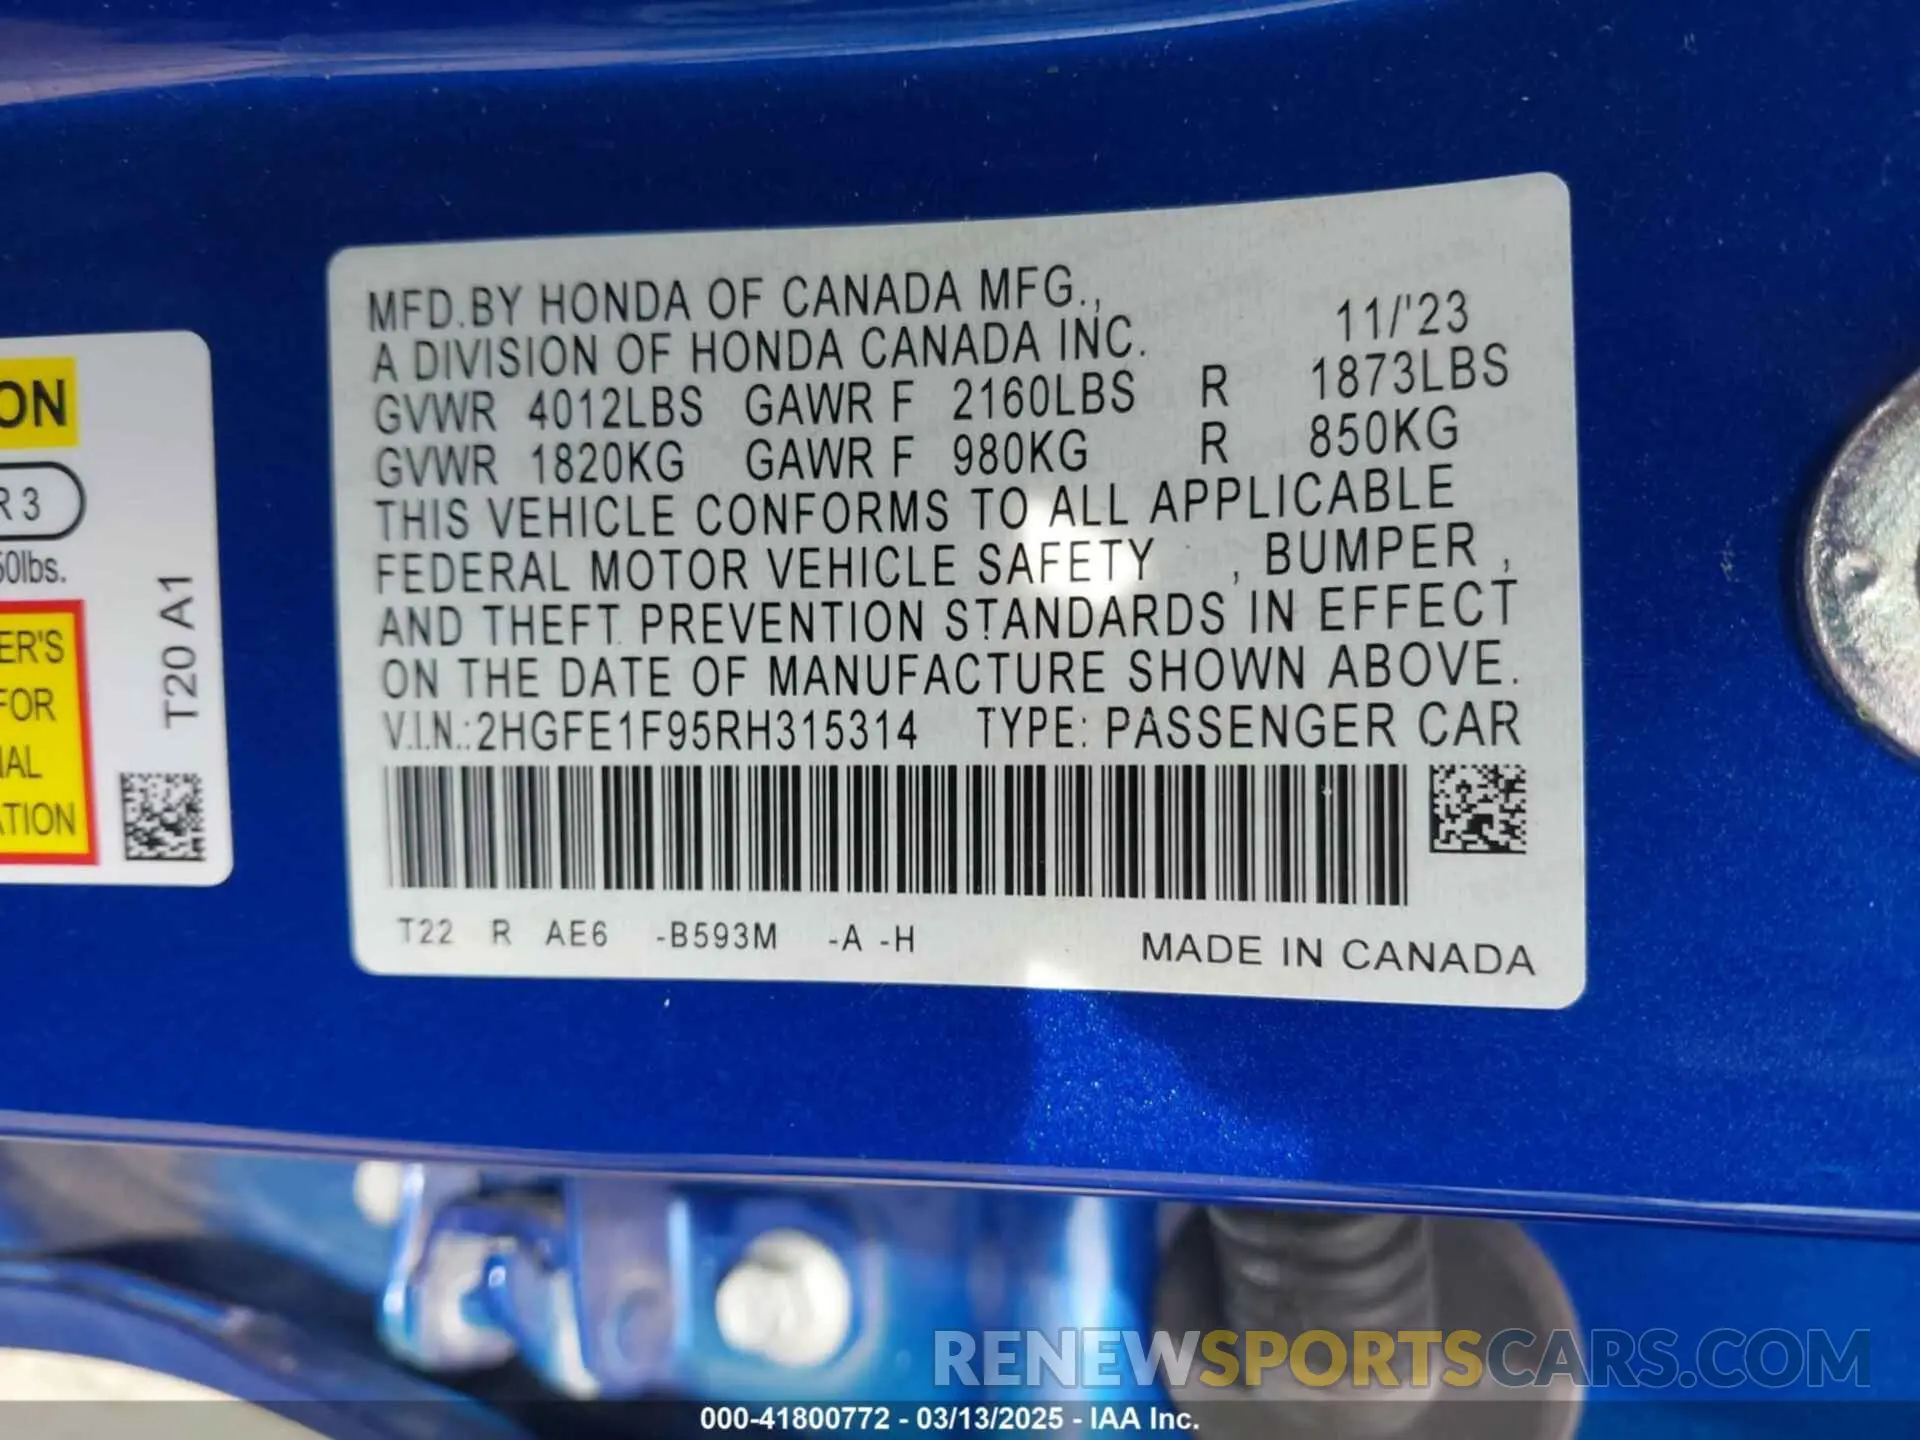 MFD.BY HONDA OF CANADA MFG.,
A DIVISION OF HONDA CANADA INC. 11/'23
GVWR 4012LBS GAWR F 2160LBS R 1873LBS
GVWR 1820KG GAWR F 980KG R 850KG
THIS VEHICLE CONFORMS TO ALL APPLICABLE
FEDERAL MOTOR VEHICLE SAFETY , BUMPER ,
AND THEFT PREVENTION STANDARDS IN EFFECT
ON THE DATE OF MANUFACTURE SHOWN ABOVE.
V.I.N.:2HGFE1F95RH315314 TYPE: PASSENGER CAR
T22 R AE6 -B593M -A -H
MADE IN CANADA
ON
R 3
50lbs.
ER'S
FOR
IAL
ATION
T20 A1
RENEWSPORTSCARS.COM
000-41800772 - 03/13/2025 - IAA Inc.